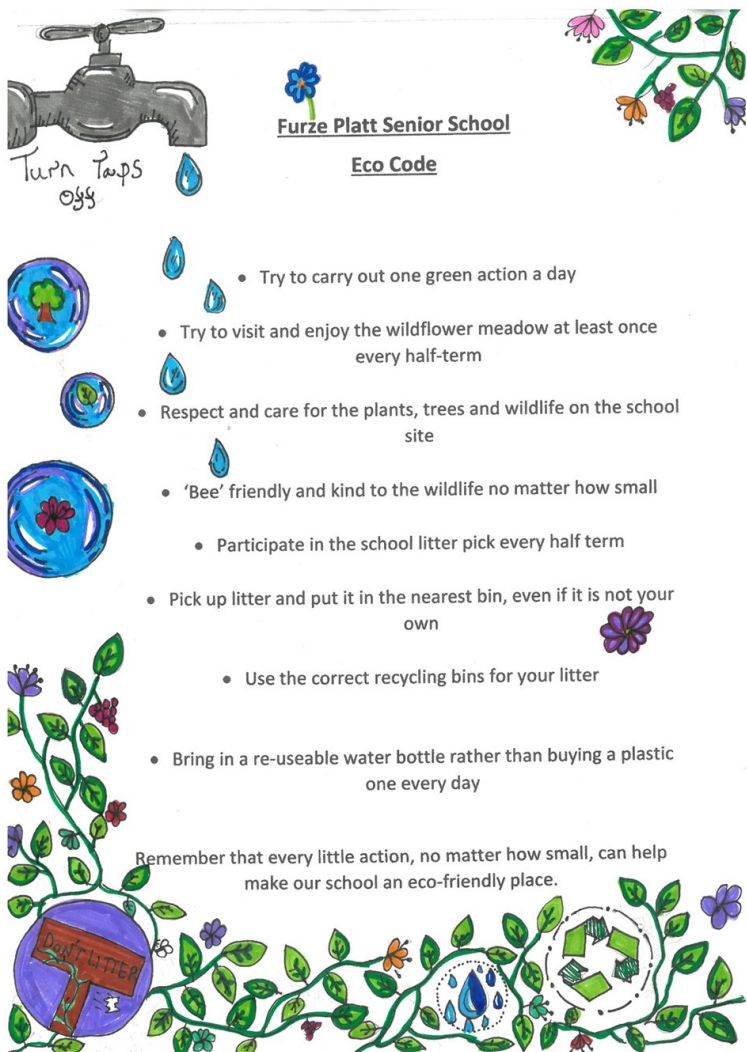 Furze Platt Senior School
Eco Code
Turn Taps
Off
• Try to carry out one green action a day
• Try to visit and enjoy the wildflower meadow at least once
every half-term
• Respect and care for the plants, trees and wildlife on the school
site
• ‘Bee’ friendly and kind to the wildlife no matter how small
• Participate in the school litter pick every half term
• Pick up litter and put it in the nearest bin, even if it is not your
own
• Use the correct recycling bins for your litter
• Bring in a re-useable water bottle rather than buying a plastic
one every day
Remember that every little action, no matter how small, can help
make our school an eco-friendly place.
DON'T LITTER